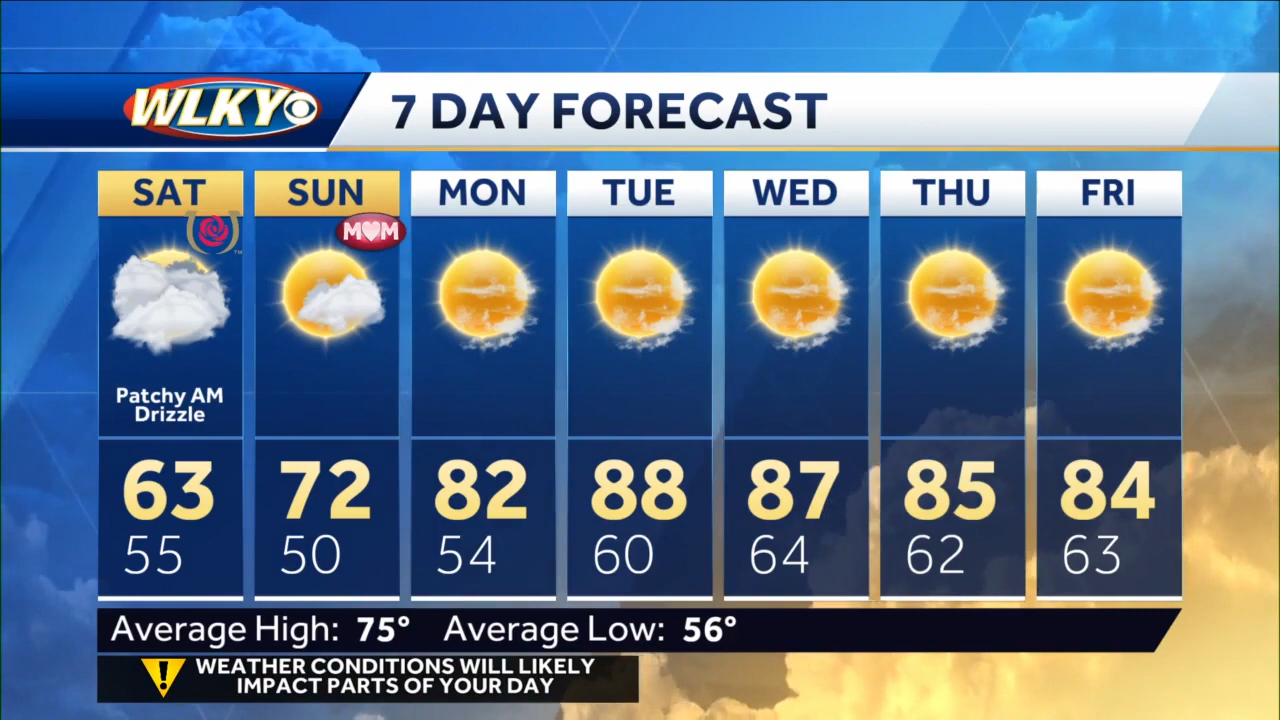 WLKY
7 DAY FORECAST
SAT SUN MON TUE WED THU FRI
™ M♥M
Patchy AM
Drizzle
63 72 82 88 87 85 84
55 50 54 60 64 62 63
Average High: 75° Average Low: 56°
! WEATHER CONDITIONS WILL LIKELY
IMPACT PARTS OF YOUR DAY